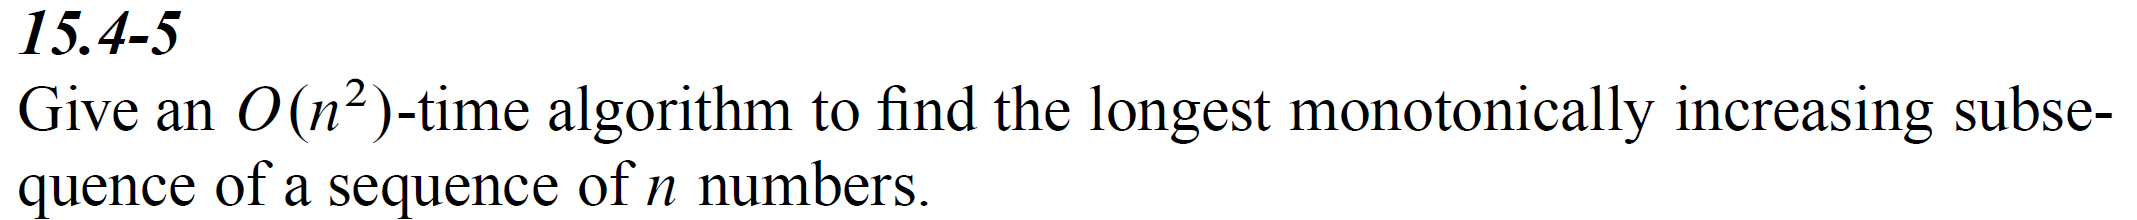 15.4-5
Give an O(n²)-time algorithm to find the longest monotonically increasing subse-
quence of a sequence of n numbers.